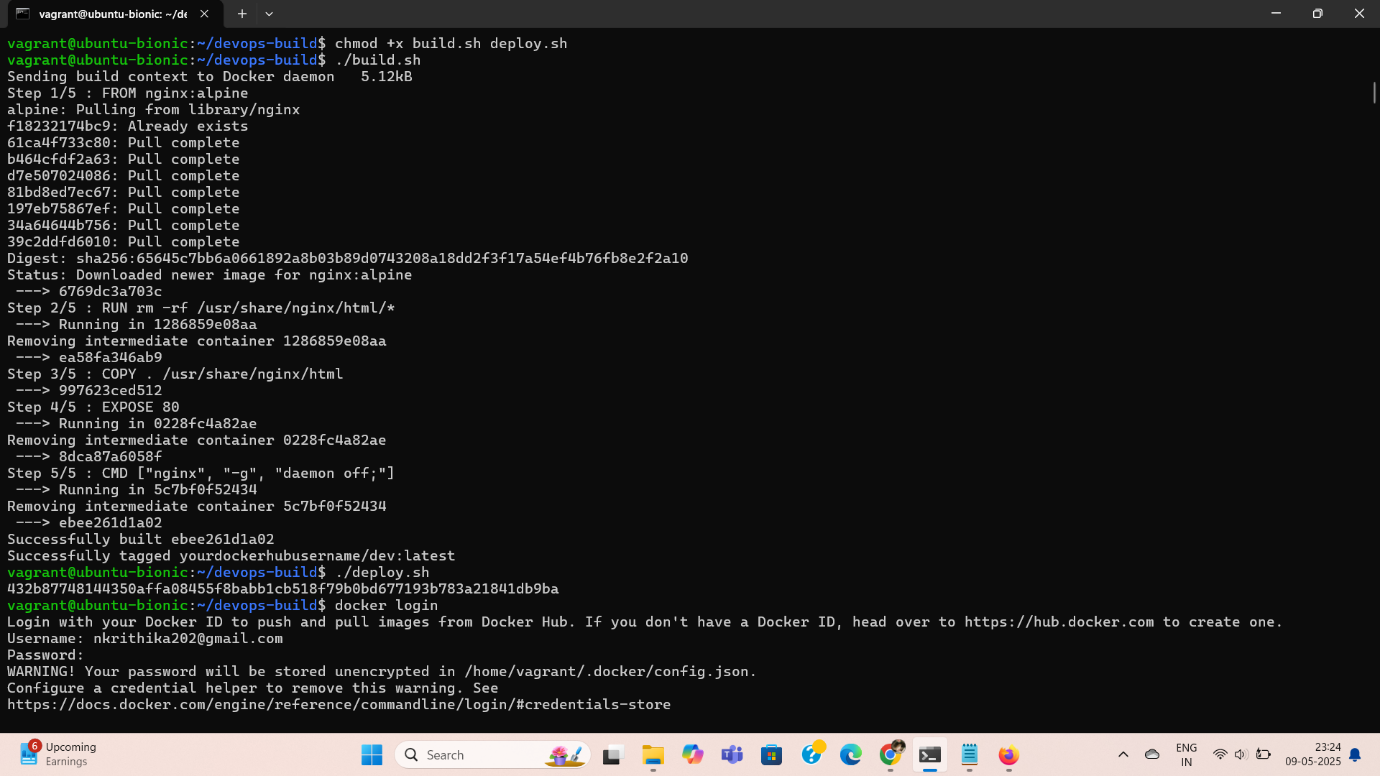 vagrant@ubuntu-bionic: ~/de
vagrant@ubuntu-bionic:~/devops-build$ chmod +x build.sh deploy.sh
vagrant@ubuntu-bionic:~/devops-build$ ./build.sh
Sending build context to Docker daemon   5.12kB
Step 1/5 : FROM nginx:alpine
alpine: Pulling from library/nginx
f18232174bc9: Already exists
61ca4f733c80: Pull complete
b464cfdf2a63: Pull complete
d7e507024086: Pull complete
81bd8ed7ec67: Pull complete
197eb75867ef: Pull complete
34a64644b756: Pull complete
39c2ddfd6010: Pull complete
Digest: sha256:65645c7bb6a0661892a8b03b89d0743208a18dd2f3f17a54ef4b76fb8e2f2a10
Status: Downloaded newer image for nginx:alpine
 ---> 6769dc3a703c
Step 2/5 : RUN rm -rf /usr/share/nginx/html/*
 ---> Running in 1286859e08aa
Removing intermediate container 1286859e08aa
 ---> ea58fa346ab9
Step 3/5 : COPY . /usr/share/nginx/html
 ---> 997623ced512
Step 4/5 : EXPOSE 80
 ---> Running in 0228fc4a82ae
Removing intermediate container 0228fc4a82ae
 ---> 8dca87a6058f
Step 5/5 : CMD ["nginx", "-g", "daemon off;"]
 ---> Running in 5c7bf0f52434
Removing intermediate container 5c7bf0f52434
 ---> ebee261d1a02
Successfully built ebee261d1a02
Successfully tagged yourdockerhubusername/dev:latest
vagrant@ubuntu-bionic:~/devops-build$ ./deploy.sh
432b87748144350affa08455f8babb1cb518f79b0bd677193b783a21841db9ba
vagrant@ubuntu-bionic:~/devops-build$ docker login
Login with your Docker ID to push and pull images from Docker Hub. If you don't have a Docker ID, head over to https://hub.docker.com to create one.
Username: nkrithika202@gmail.com
Password:
WARNING! Your password will be stored unencrypted in /home/vagrant/.docker/config.json.
Configure a credential helper to remove this warning. See
https://docs.docker.com/engine/reference/commandline/login/#credentials-store
6
Upcoming
Earnings
Search
ENG
IN
23:24
09-05-2025